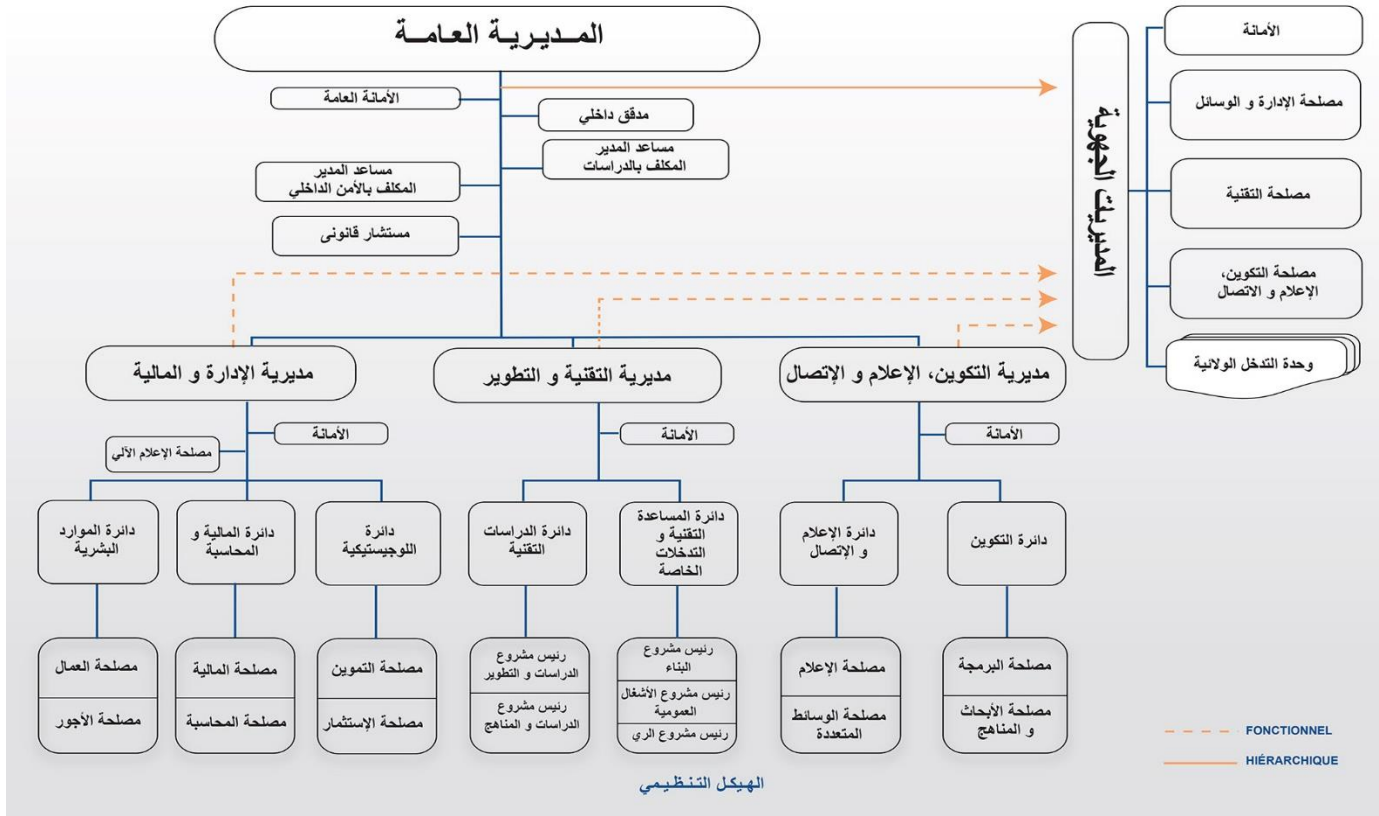 المـديـرية العـامـة
الأمانة العامة
مدقق داخلي
مساعد المدير
المكلف بالدراسات
مساعد المدير
المكلف بالأمن الداخلي
مستشار قانونى
المديريات الجهوية
الأمانة
مصلحة الإدارة و الوسائل
مصلحة التقنية
مصلحة التكوين،
الإعلام و الاتصال
وحدة التدخل الولائية
مديرية التكوين، الإعلام و الإتصال
مديرية التقنية و التطوير
مديرية الإدارة و المالية
الأمانة
الأمانة
الأمانة
مصلحة الإعلام الآلي
دائرة التكوين
دائرة الإعلام
و الإتصال
دائرة المساعدة
التقنية و
التدخلات
الخاصة
دائرة الدراسات
التقنية
دائرة
اللوجيستيكية
دائرة المالية و
المحاسبة
دائرة الموارد
البشرية
مصلحة البرمجة
مصلحة الأبحاث
و المناهج
مصلحة الإعلام
مصلحة الوسائط
المتعددة
رئيس مشروع
البناء
رئيس مشروع الأشغال
العمومية
رئيس مشروع الري
رئيس مشروع
الدراسات و التطوير
رئيس مشروع
الدراسات و المناهج
مصلحة التموين
مصلحة الإستثمار
مصلحة المالية
مصلحة المحاسبة
مصلحة العمال
مصلحة الأجور
FONCTIONNEL
HIÉRARCHIQUE
الهيكل التنظيمي